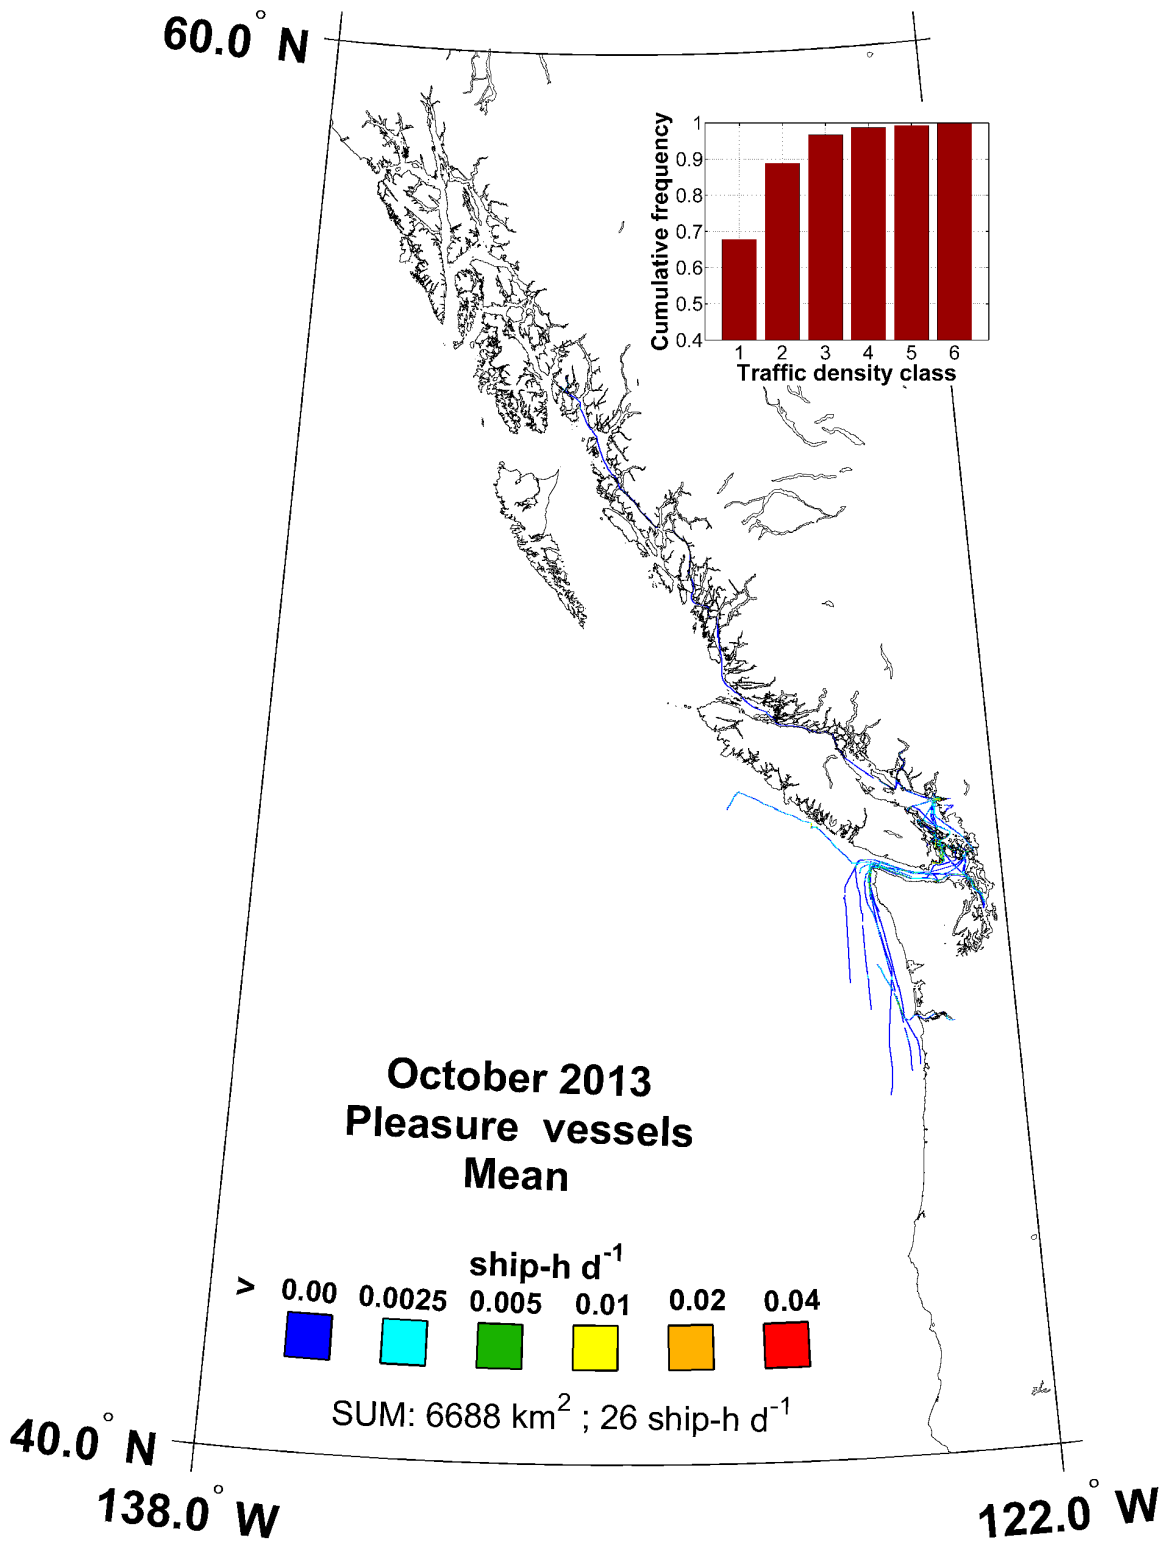 60.0° N
Cumulative frequency
1
0.9
0.8
0.7
0.6
0.5
0.4
1 2 3 4 5 6
Traffic density class
October 2013
Pleasure vessels
Mean
ship-h d-1
> 0.00 0.0025 0.005 0.01 0.02 0.04
SUM: 6688 km2 ; 26 ship-h d-1
40.0° N
138.0° W
122.0° W